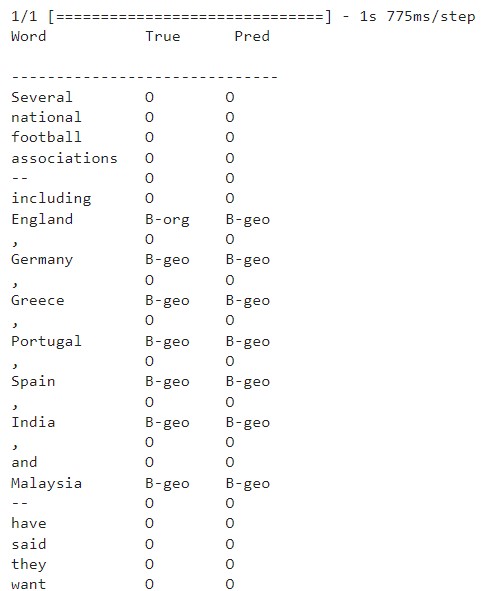 1/1 [==============================] - 1s 775ms/step
Word True Pred
------------------------------
Several O O
national O O
football O O
associations O O
-- O O
including O O
England B-org B-geo
, O O
Germany B-geo B-geo
, O O
Greece B-geo B-geo
, O O
Portugal B-geo B-geo
, O O
Spain B-geo B-geo
, O O
India B-geo B-geo
, O O
and O O
Malaysia B-geo B-geo
-- O O
have O O
said O O
they O O
want O O